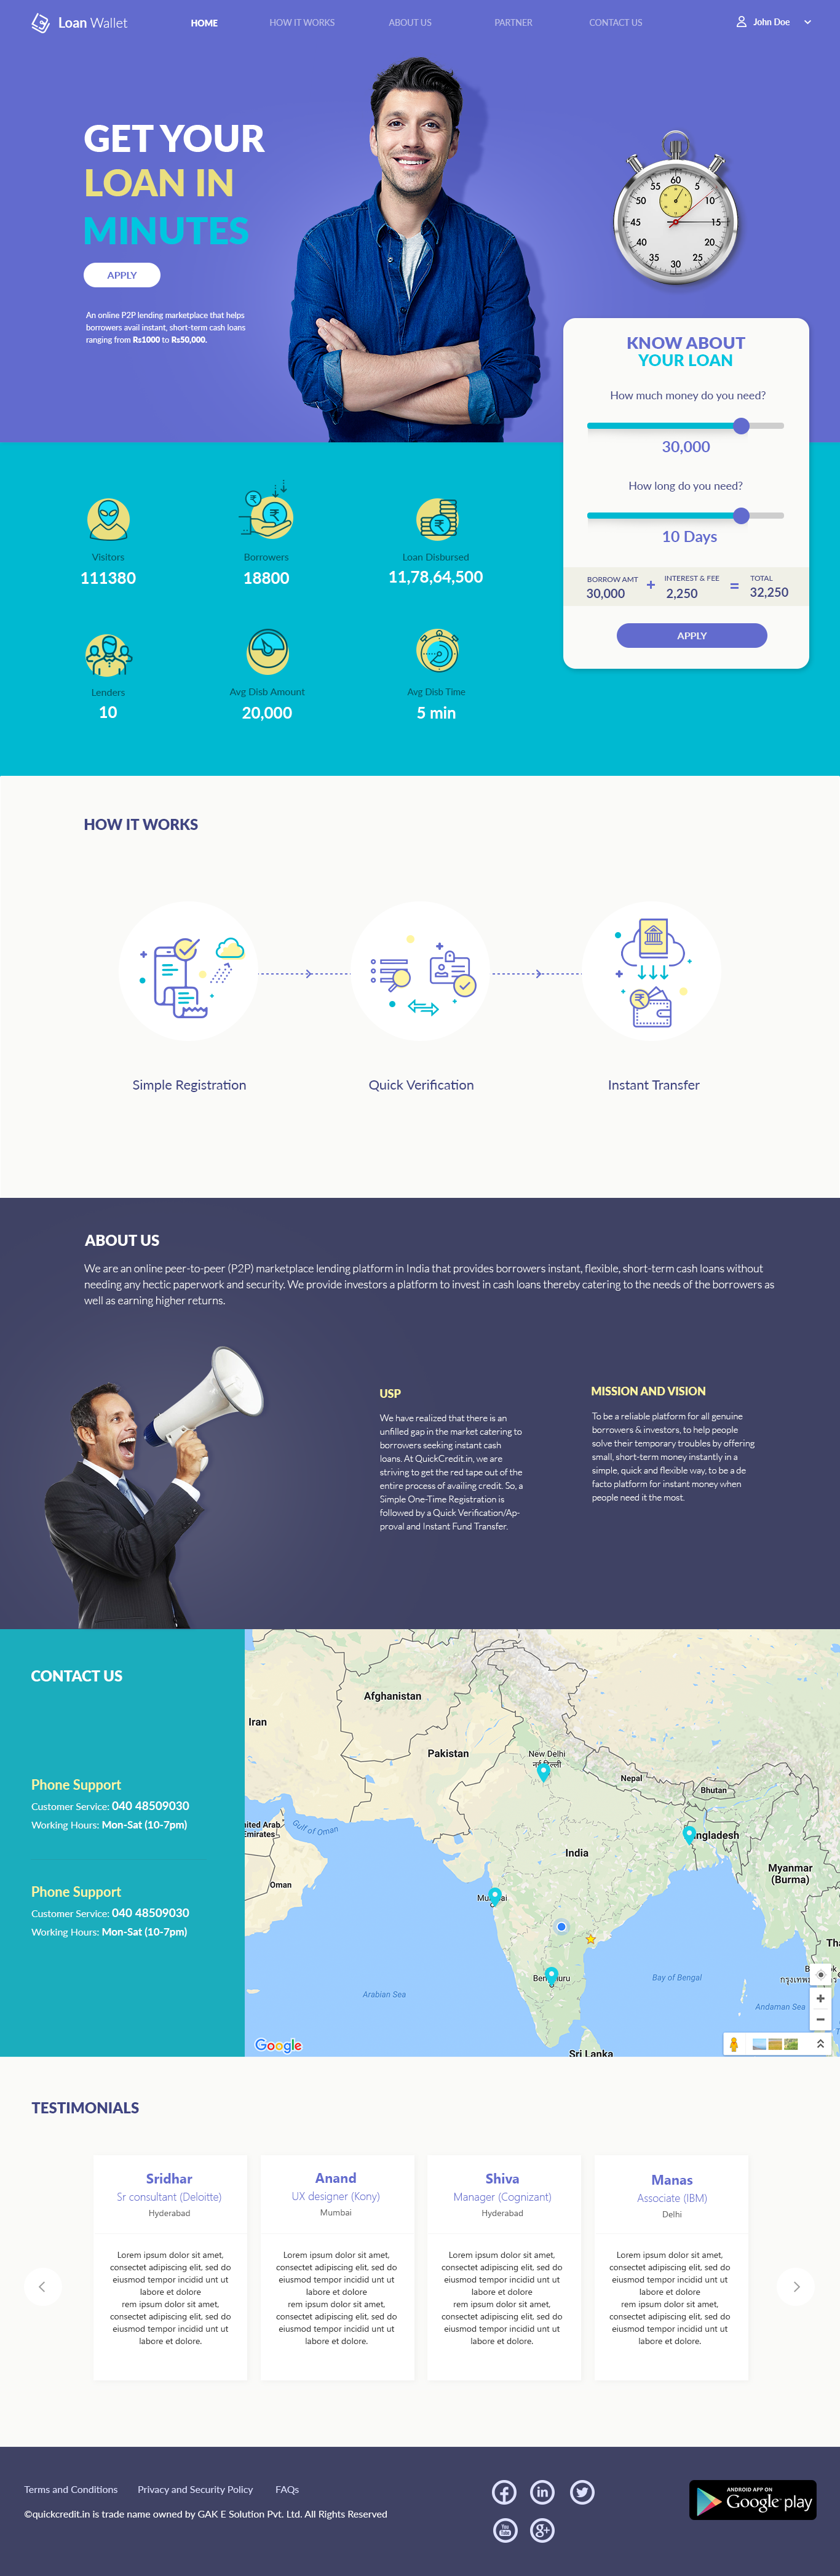 Loan Wallet
HOME
HOW IT WORKS
ABOUT US
PARTNER
CONTACT US
John Doe
GET YOUR
LOAN IN
MINUTES
APPLY
An online P2P lending marketplace that helps
borrowers avail instant, short-term cash loans
ranging from Rs1000 to Rs50,000.
60
5
10
15
20
25
30
35
40
45
50
55
KNOW ABOUT
YOUR LOAN
How much money do you need?
30,000
How long do you need?
10 Days
BORROW AMT + INTEREST & FEE = TOTAL
30,000 2,250 32,250
APPLY
Visitors
111380
Borrowers
18800
Loan Disbursed
11,78,64,500
Lenders
10
Avg Disb Amount
20,000
Avg Disb Time
5 min
HOW IT WORKS
Simple Registration
Quick Verification
Instant Transfer
ABOUT US
We are an online peer-to-peer (P2P) marketplace lending platform in India that provides borrowers instant, flexible, short-term cash loans without
needing any hectic paperwork and security. We provide investors a platform to invest in cash loans thereby catering to the needs of the borrowers as
well as earning higher returns.
USP
We have realized that there is an
unfilled gap in the market catering to
borrowers seeking instant cash
loans. At QuickCredit.in, we are
striving to get the red tape out of the
entire process of availing credit. So, a
Simple One-Time Registration is
followed by a Quick Verification/Ap-
proval and Instant Fund Transfer.
MISSION AND VISION
To be a reliable platform for all genuine
borrowers & investors, to help people
solve their temporary troubles by offering
small, short-term money instantly in a
simple, quick and flexible way, to be a de
facto platform for instant money when
people need it the most.
CONTACT US
Phone Support
Customer Service: 040 48509030
Working Hours: Mon-Sat (10-7pm)
Phone Support
Customer Service: 040 48509030
Working Hours: Mon-Sat (10-7pm)
Afghanistan
Iran
Pakistan
New Delhi
Nepal
Bhutan
ited Arab
Emirates
Gulf of Oman
ngladesh
India
Myanmar
(Burma)
Oman
Bay of Bengal
Arabian Sea
Andaman Sea
Sri Lanka
Google
TESTIMONIALS
Sridhar
Sr consultant (Deloitte)
Hyderabad
Lorem ipsum dolor sit amet,
consectet adipiscing elit, sed do
eiusmod tempor incidid unt ut
labore et dolore
rem ipsum dolor sit amet,
consectet adipiscing elit, sed do
eiusmod tempor incidid unt ut
labore et dolore.
Anand
UX designer (Kony)
Mumbai
Lorem ipsum dolor sit amet,
consectet adipiscing elit, sed do
eiusmod tempor incidid unt ut
labore et dolore
rem ipsum dolor sit amet,
consectet adipiscing elit, sed do
eiusmod tempor incidid unt ut
labore et dolore.
Shiva
Manager (Cognizant)
Hyderabad
Lorem ipsum dolor sit amet,
consectet adipiscing elit, sed do
eiusmod tempor incidid unt ut
labore et dolore
rem ipsum dolor sit amet,
consectet adipiscing elit, sed do
eiusmod tempor incidid unt ut
labore et dolore.
Manas
Associate (IBM)
Delhi
Lorem ipsum dolor sit amet,
consectet adipiscing elit, sed do
eiusmod tempor incidid unt ut
labore et dolore
rem ipsum dolor sit amet,
consectet adipiscing elit, sed do
eiusmod tempor incidid unt ut
labore et dolore.
Terms and Conditions
Privacy and Security Policy
FAQs
©quickcredit.in is trade name owned by GAK E Solution Pvt. Ltd. All Rights Reserved
ANDROID APP ON
Google play